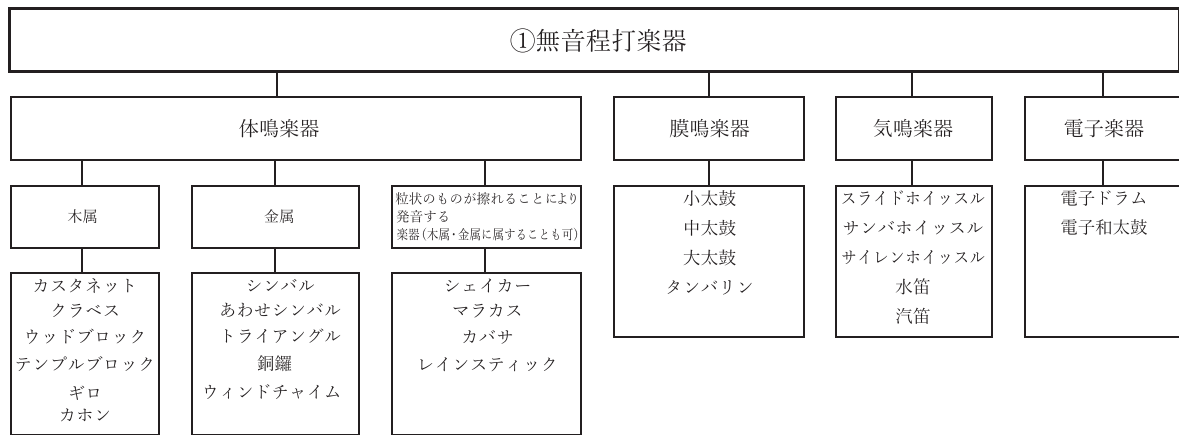 ①無音程打楽器
体鳴楽器
膜鳴楽器
気鳴楽器
電子楽器
木属
金属
粒状のものが擦れることにより
発音する
楽器(木属・金属に属することも可)
小太鼓
中太鼓
大太鼓
タンバリン
スライドホイッスル
サンバホイッスル
サイレンホイッスル
水笛
汽笛
電子ドラム
電子和太鼓
カスタネット
クラベス
ウッドブロック
テンプルブロック
ギロ
カホン
シンバル
あわせシンバル
トライアングル
銅鑼
ウィンドチャイム
シェイカー
マラカス
カバサ
レインスティック